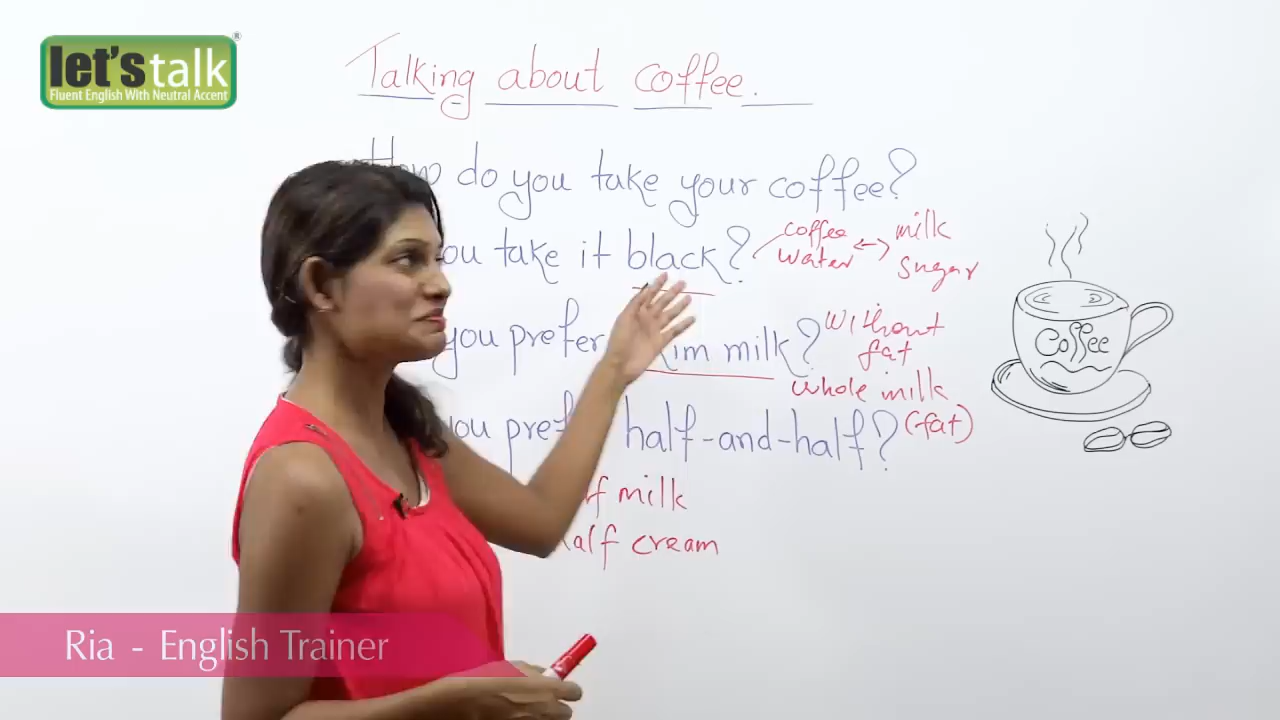 let's talk®
Fluent English With Neutral Accent
Talking about coffee.
How do you take your coffee?
you take it black?
coffee
water
milk
sugar
you prefer skim milk?
without
fat
whole milk
(fat)
you prefer half-and-half?
half milk
half cream
Coffee
Ria - English Trainer